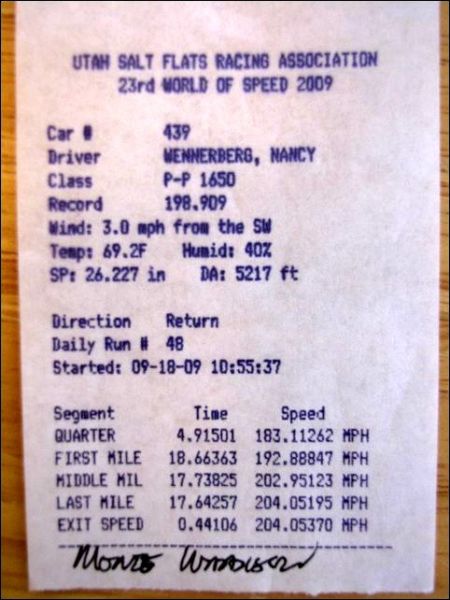 UTAH SALT FLATS RACING ASSOCIATION
23rd WORLD OF SPEED 2009
Car # 439
Driver WENNERBERG, NANCY
Class P-P 1650
Record 198.909
Wind: 3.0 mph from the SW
Temp: 69.2F Humid: 40%
SP: 26.227 in DA: 5217 ft
Direction Return
Daily Run # 48
Started: 09-18-09 10:55:37
Segment Time Speed
QUARTER 4.91501 183.11262 MPH
FIRST MILE 18.66363 192.88847 MPH
MIDDLE MIL 17.73825 202.95123 MPH
LAST MILE 17.64257 204.05195 MPH
EXIT SPEED 0.44106 204.05370 MPH